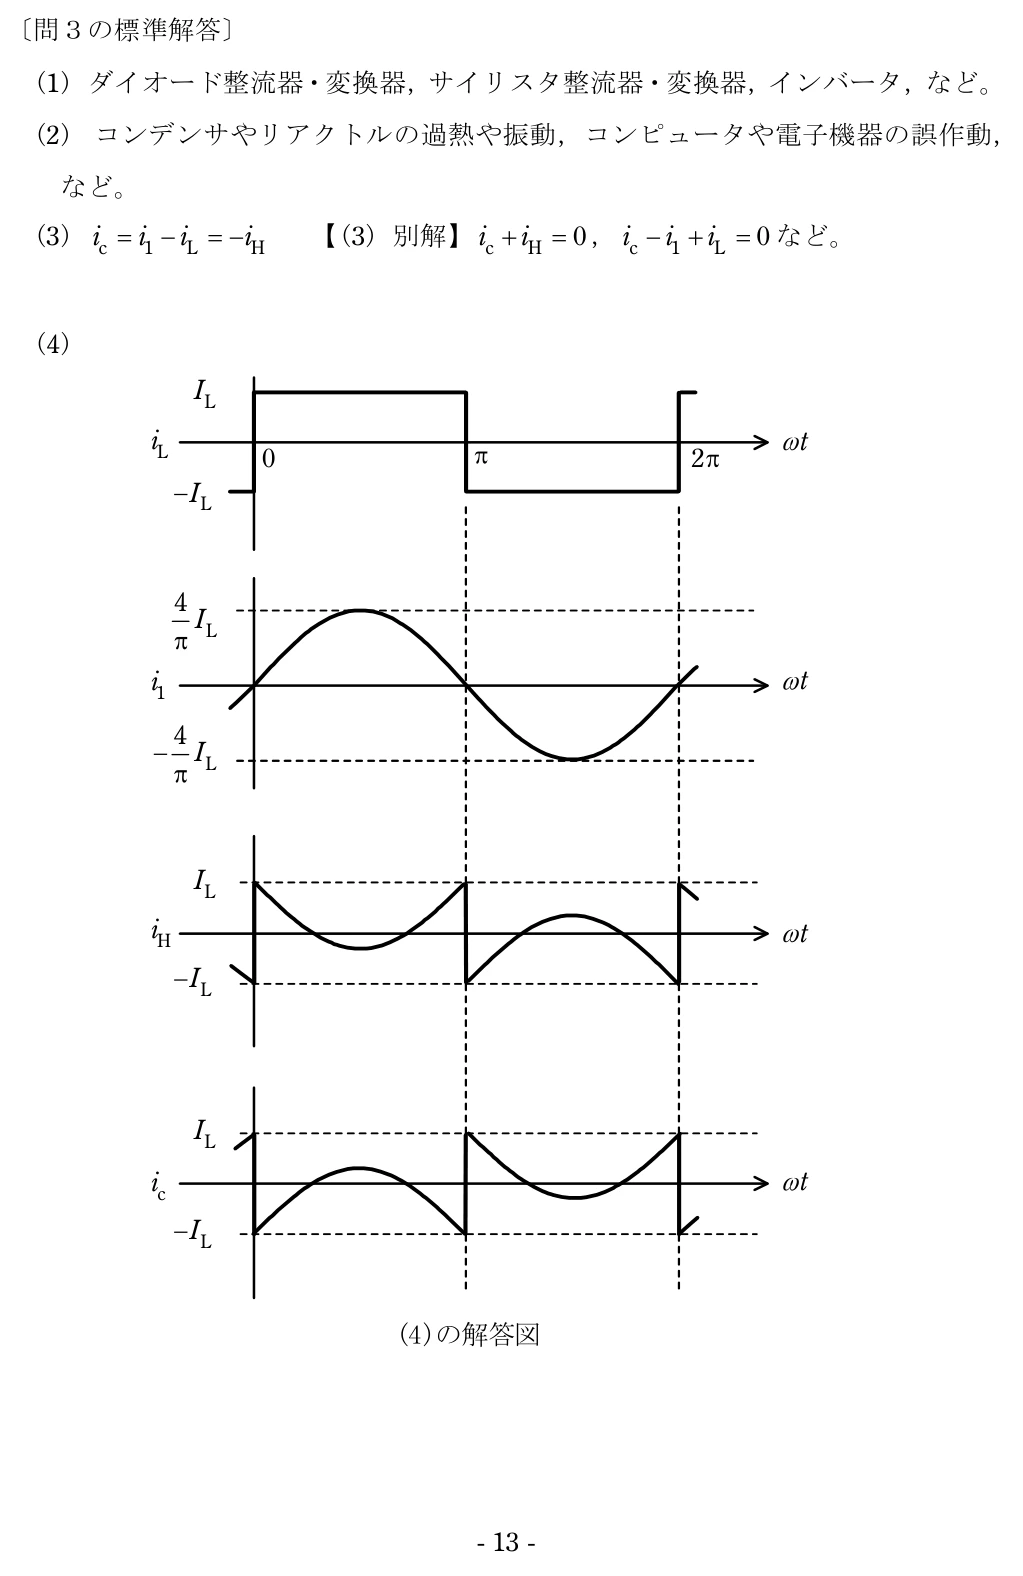 〔問３の標準解答〕
(1) ダイオード整流器・変換器，サイリスタ整流器・変換器，インバータ，など。
(2) コンデンサやリアクトルの過熱や振動，コンピュータや電子機器の誤作動，
など。
(3) i_c = i_1 − i_L = −i_H 【(3) 別解】 i_c + i_H = 0， i_c − i_1 + i_L = 0 など。
(4)
I_L
i_L ωt
0 π 2π
−I_L
4/π I_L
i_1 ωt
−4/π I_L
I_L
i_H ωt
−I_L
I_L
i_c ωt
−I_L
(4)の解答図
- 13 -